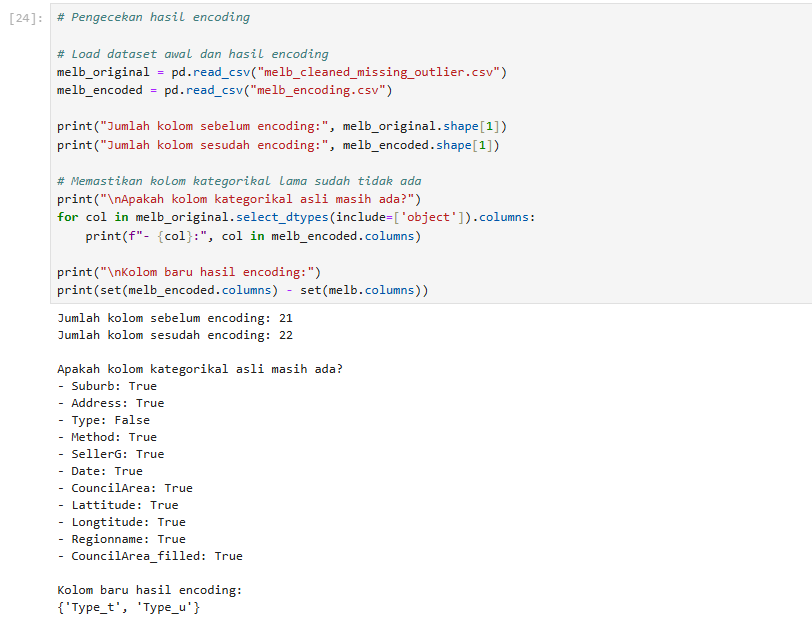 [24]: # Pengecekan hasil encoding
# Load dataset awal dan hasil encoding
melb_original = pd.read_csv("melb_cleaned_missing_outlier.csv")
melb_encoded = pd.read_csv("melb_encoding.csv")
print("Jumlah kolom sebelum encoding:", melb_original.shape[1])
print("Jumlah kolom sesudah encoding:", melb_encoded.shape[1])
# Memastikan kolom kategorikal lama sudah tidak ada
print("\nApakah kolom kategorikal asli masih ada?")
for col in melb_original.select_dtypes(include=['object']).columns:
    print(f"- {col}:", col in melb_encoded.columns)
print("\nKolom baru hasil encoding:")
print(set(melb_encoded.columns) - set(melb.columns))
Jumlah kolom sebelum encoding: 21
Jumlah kolom sesudah encoding: 22
Apakah kolom kategorikal asli masih ada?
- Suburb: True
- Address: True
- Type: False
- Method: True
- SellerG: True
- Date: True
- CouncilArea: True
- Lattitude: True
- Longtitude: True
- Regionname: True
- CouncilArea_filled: True
Kolom baru hasil encoding:
{'Type_t', 'Type_u'}